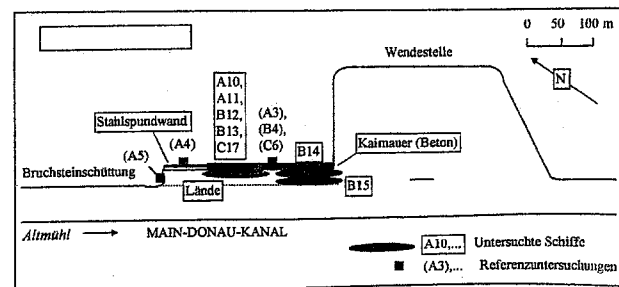 0 50 100 m
Wendestelle
N
A10,
A11,
B12,
B13,
C17
(A3),
(B4),
C6)
Stahlspundwand
(A4)
B14
Kaimauer (Beton)
(A5)
Bruchsteinschüttung
Lände
B15
Altmühl
MAIN-DONAU-KANAL
A10,... Untersuchte Schiffe
(A3),... Referenzuntersuchungen